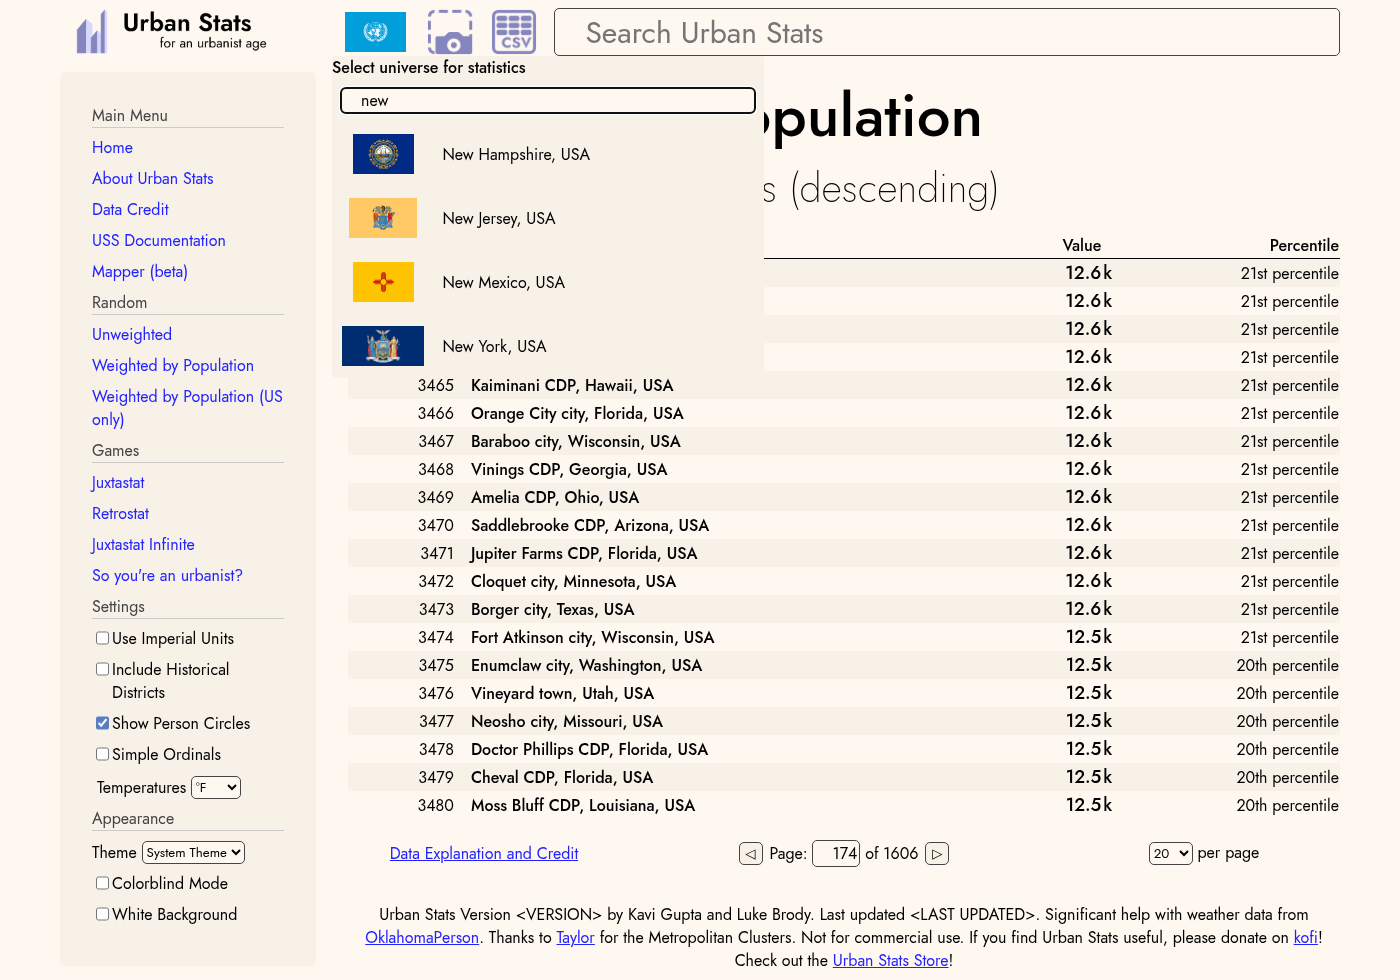 Urban Stats
for an urbanist age
CSV
Search Urban Stats
Select universe for statistics
new
New Hampshire, USA
New Jersey, USA
New Mexico, USA
New York, USA
opulation
s (descending)
Main Menu
Home
About Urban Stats
Data Credit
USS Documentation
Mapper (beta)
Random
Unweighted
Weighted by Population
Weighted by Population (US
only)
Games
Juxtastat
Retrostat
Juxtastat Infinite
So you're an urbanist?
Settings
Use Imperial Units
Include Historical
Districts
Show Person Circles
Simple Ordinals
Temperatures °F
Appearance
Theme System Theme
Colorblind Mode
White Background
Value Percentile
12.6k 21st percentile
12.6k 21st percentile
12.6k 21st percentile
12.6k 21st percentile
3465 Kaiminani CDP, Hawaii, USA 12.6k 21st percentile
3466 Orange City city, Florida, USA 12.6k 21st percentile
3467 Baraboo city, Wisconsin, USA 12.6k 21st percentile
3468 Vinings CDP, Georgia, USA 12.6k 21st percentile
3469 Amelia CDP, Ohio, USA 12.6k 21st percentile
3470 Saddlebrooke CDP, Arizona, USA 12.6k 21st percentile
3471 Jupiter Farms CDP, Florida, USA 12.6k 21st percentile
3472 Cloquet city, Minnesota, USA 12.6k 21st percentile
3473 Borger city, Texas, USA 12.6k 21st percentile
3474 Fort Atkinson city, Wisconsin, USA 12.5k 21st percentile
3475 Enumclaw city, Washington, USA 12.5k 20th percentile
3476 Vineyard town, Utah, USA 12.5k 20th percentile
3477 Neosho city, Missouri, USA 12.5k 20th percentile
3478 Doctor Phillips CDP, Florida, USA 12.5k 20th percentile
3479 Cheval CDP, Florida, USA 12.5k 20th percentile
3480 Moss Bluff CDP, Louisiana, USA 12.5k 20th percentile
Data Explanation and Credit ◁ Page: 174 of 1606 ▷ 20 per page
Urban Stats Version <VERSION> by Kavi Gupta and Luke Brody. Last updated <LAST UPDATED>. Significant help with weather data from
OklahomaPerson. Thanks to Taylor for the Metropolitan Clusters. Not for commercial use. If you find Urban Stats useful, please donate on kofi!
Check out the Urban Stats Store!